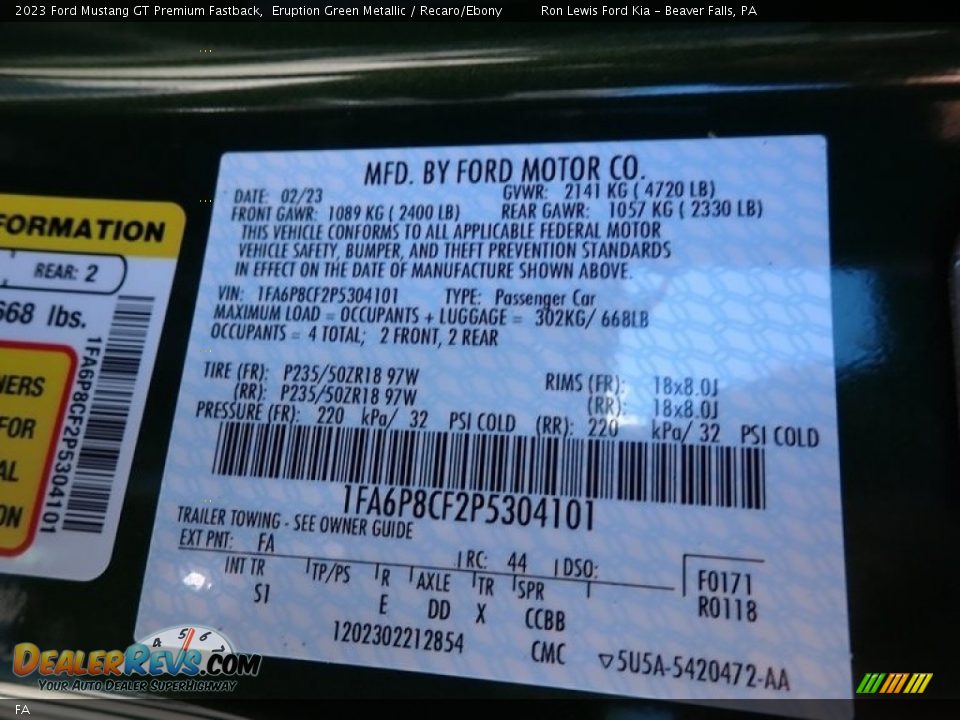 2023 Ford Mustang GT Premium Fastback, Eruption Green Metallic / Recaro/Ebony Ron Lewis Ford Kia - Beaver Falls, PA
MFD. BY FORD MOTOR CO.
DATE: 02/23 GVWR: 2141 KG ( 4720 LB)
FRONT GAWR: 1089 KG ( 2400 LB) REAR GAWR: 1057 KG ( 2330 LB)
THIS VEHICLE CONFORMS TO ALL APPLICABLE FEDERAL MOTOR
VEHICLE SAFETY, BUMPER, AND THEFT PREVENTION STANDARDS
IN EFFECT ON THE DATE OF MANUFACTURE SHOWN ABOVE.
VIN: 1FA6P8CF2P5304101 TYPE: Passenger Car
MAXIMUM LOAD = OCCUPANTS + LUGGAGE = 302KG/ 668LB
OCCUPANTS = 4 TOTAL; 2 FRONT, 2 REAR
TIRE (FR): P235/50ZR18 97W RIMS (FR): 18x8.0J
(RR): P235/50ZR18 97W (RR): 18x8.0J
PRESSURE (FR): 220 kPa/ 32 PSI COLD (RR): 220 kPa/ 32 PSI COLD
1FA6P8CF2P5304101
TRAILER TOWING - SEE OWNER GUIDE
EXT PNT: FA RC: 44 DSO:
F0171
R0118
INT TR TP/PS R AXLE TR SPR
S1 E DD X CCBB
1202302212854 CMC ▽5U5A-5420472-AA
FORMATION
REAR: 2
668 lbs.
NERS
FOR
AL
ON
1FA6P8CF2P5304101
4 5 6
DEALERREVS.COM
Your Auto Dealer SuperHighway
FA